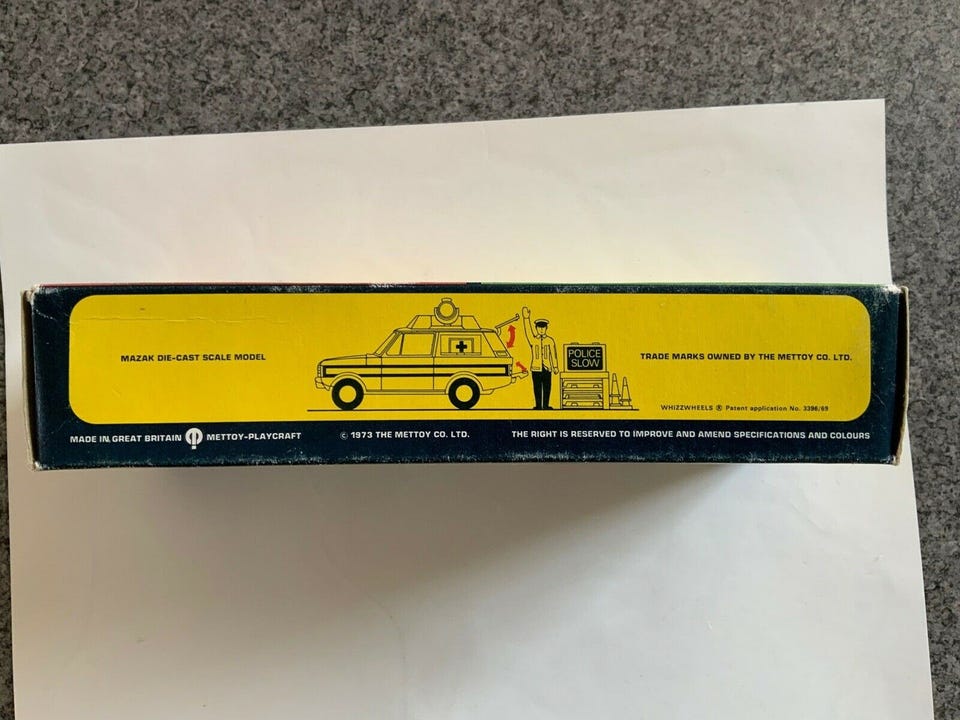 MAZAK DIE-CAST SCALE MODEL
POLICE
SLOW
TRADE MARKS OWNED BY THE METTOY CO. LTD.
WHIZZWHEELS ® Patent application No. 3396/69
MADE IN GREAT BRITAIN METTOY-PLAYCRAFT © 1973 THE METTOY CO. LTD. THE RIGHT IS RESERVED TO IMPROVE AND AMEND SPECIFICATIONS AND COLOURS